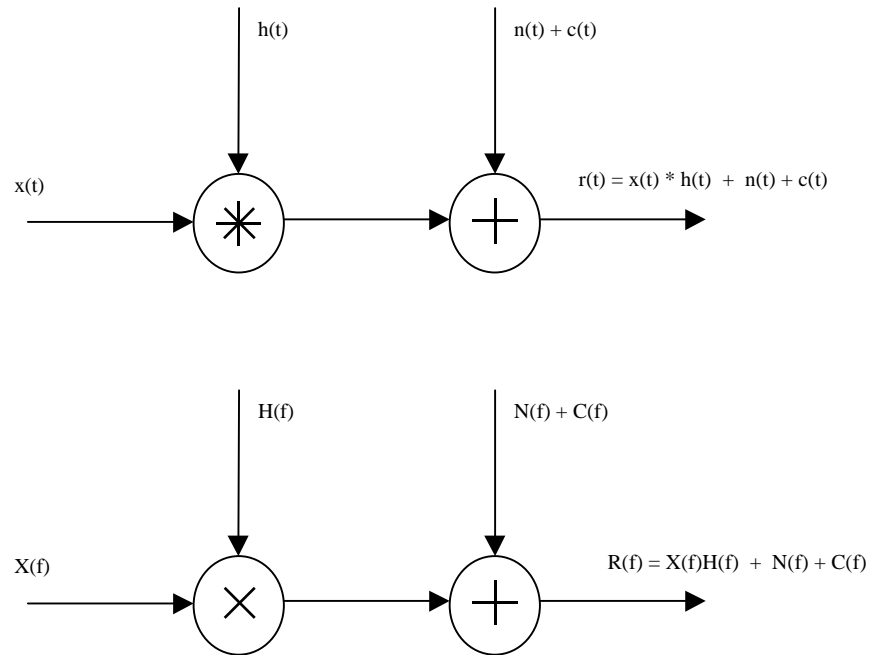 h(t)
n(t) + c(t)
x(t)
r(t) = x(t) * h(t) + n(t) + c(t)
H(f)
N(f) + C(f)
X(f)
R(f) = X(f)H(f) + N(f) + C(f)